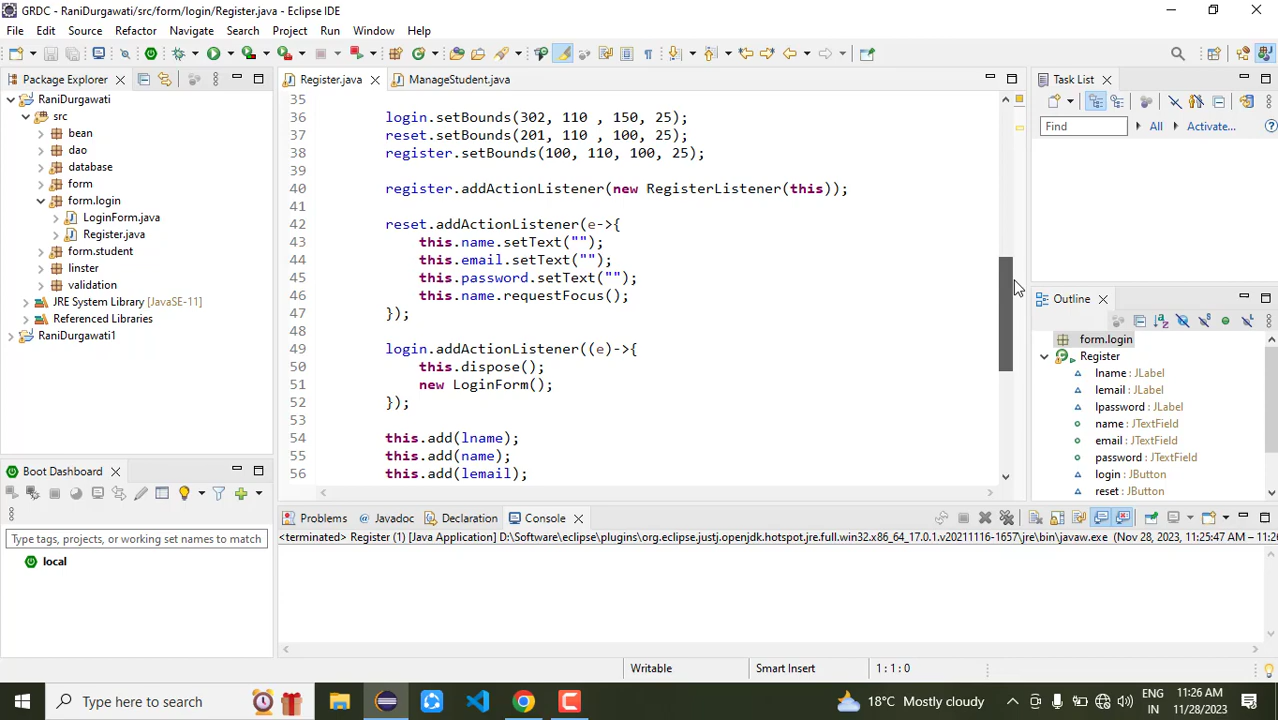 GRDC - RaniDurgawati/src/form/login/Register.java - Eclipse IDE
File Edit Source Refactor Navigate Search Project Run Window Help
Package Explorer
RaniDurgawati
src
bean
dao
database
form
form.login
LoginForm.java
Register.java
form.student
linster
validation
JRE System Library [JavaSE-11]
Referenced Libraries
RaniDurgawati1
Boot Dashboard
Type tags, projects, or working set names to match
local
Register.java ManageStudent.java
35
36 login.setBounds(302, 110 , 150, 25);
37 reset.setBounds(201, 110 , 100, 25);
38 register.setBounds(100, 110, 100, 25);
39
40 register.addActionListener(new RegisterListener(this));
41
42 reset.addActionListener(e->{
43 this.name.setText("");
44 this.email.setText("");
45 this.password.setText("");
46 this.name.requestFocus();
47 });
48
49 login.addActionListener((e)->{
50 this.dispose();
51 new LoginForm();
52 });
53
54 this.add(lname);
55 this.add(name);
56 this.add(lemail);
Task List
Find All Activate...
Outline
form.login
Register
lname : JLabel
lemail : JLabel
lpassword : JLabel
name : JTextField
email : JTextField
password : JTextField
login : JButton
reset : JButton
Problems Javadoc Declaration Console
<terminated> Register (1) [Java Application] D:\Software\eclipse\plugins\org.eclipse.justj.openjdk.hotspot.jre.full.win32.x86_64_17.0.1.v20211116-1657\jre\bin\javaw.exe (Nov 28, 2023, 11:25:47 AM – 11:26
Writable Smart Insert 1 : 1 : 0
Type here to search
18°C Mostly cloudy
ENG
IN
11:26 AM
11/28/2023